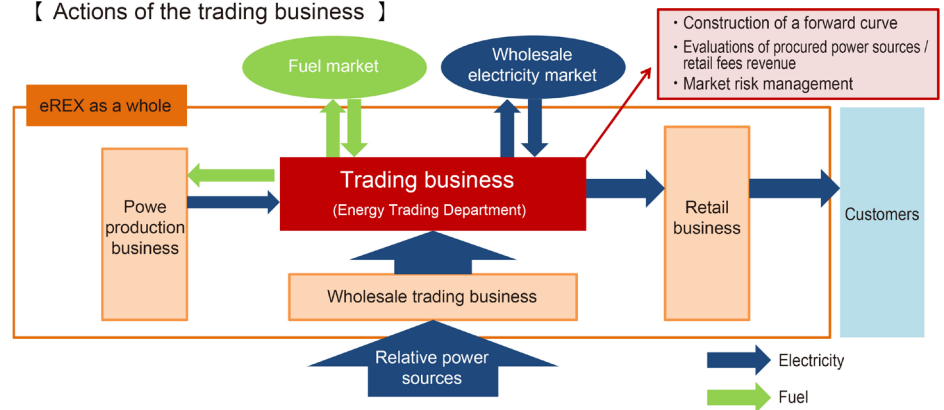 【 Actions of the trading business 】
・Construction of a forward curve
・Evaluations of procured power sources /
retail fees revenue
・Market risk management
Fuel market
Wholesale
electricity market
eREX as a whole
Trading business
(Energy Trading Department)
Powe
production
business
Retail
business
Customers
Wholesale trading business
Relative power
sources
Electricity
Fuel